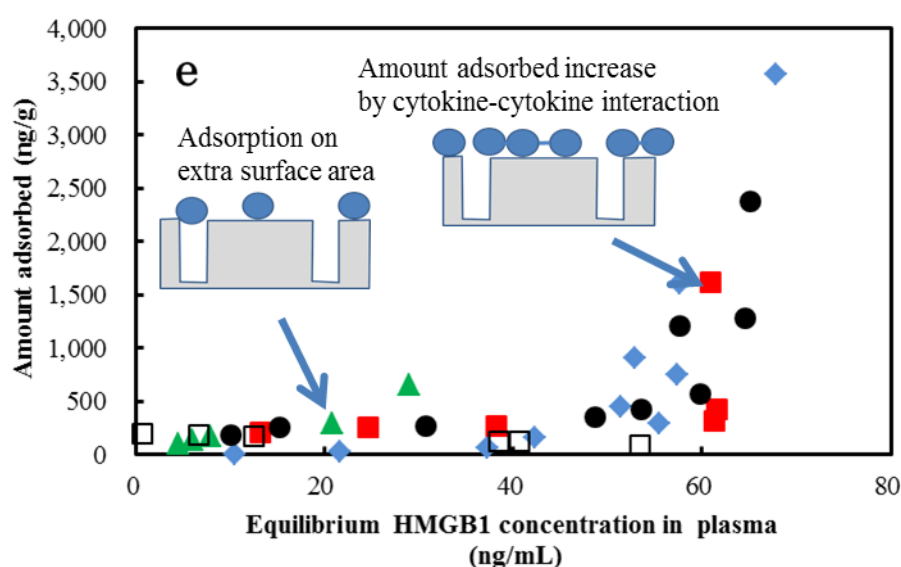 e
Amount adsorbed increase
by cytokine-cytokine interaction
Adsorption on
extra surface area
Amount adsorbed (ng/g)
4,000
3,500
3,000
2,500
2,000
1,500
1,000
500
0
0 20 40 60 80
Equilibrium HMGB1 concentration in plasma
(ng/mL)